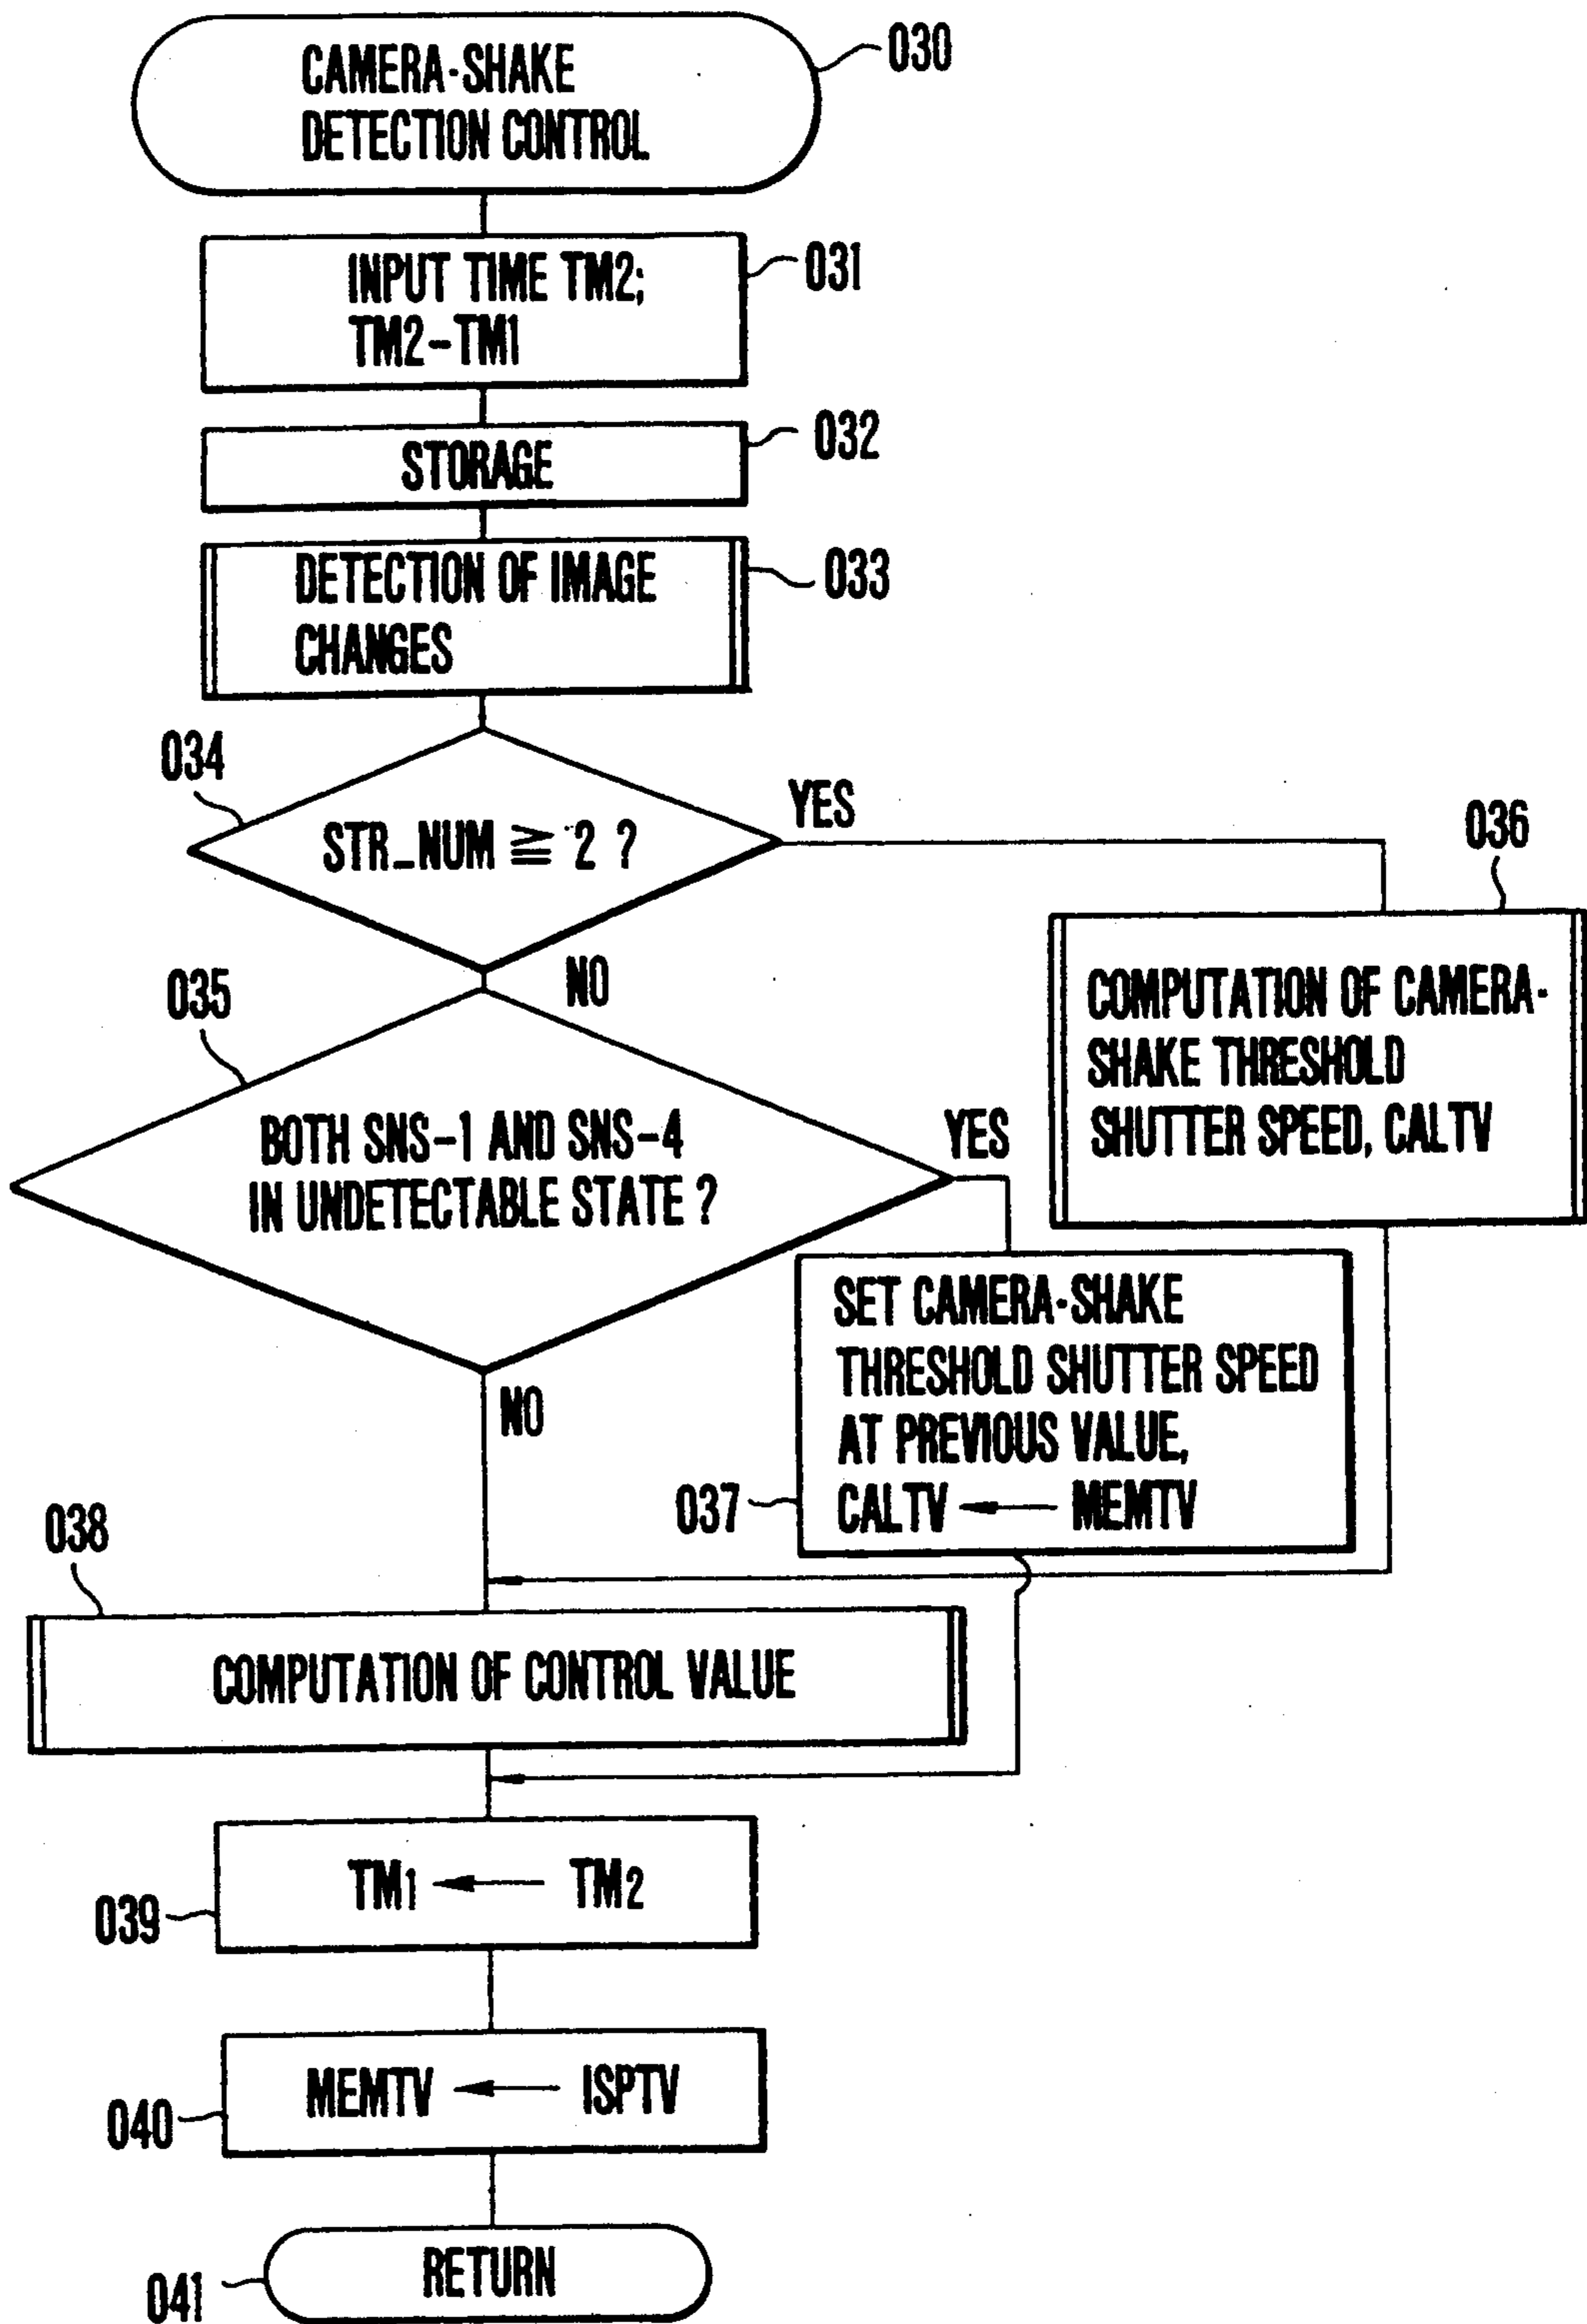 CAMERA-SHAKE
DETECTION CONTROL
030
INPUT TIME TM2;
TM2-TM1
031
STORAGE
032
DETECTION OF IMAGE
CHANGES
033
034
STR_NUM ≧ 2 ?
YES
NO
036
COMPUTATION OF CAMERA-
SHAKE THRESHOLD
SHUTTER SPEED, CALTV
035
BOTH SNS-1 AND SNS-4
IN UNDETECTABLE STATE ?
YES
NO
SET CAMERA-SHAKE
THRESHOLD SHUTTER SPEED
AT PREVIOUS VALUE,
CALTV ← MEMTV
037
038
COMPUTATION OF CONTROL VALUE
TM1 ← TM2
039
MEMTV ← ISPTV
040
RETURN
041